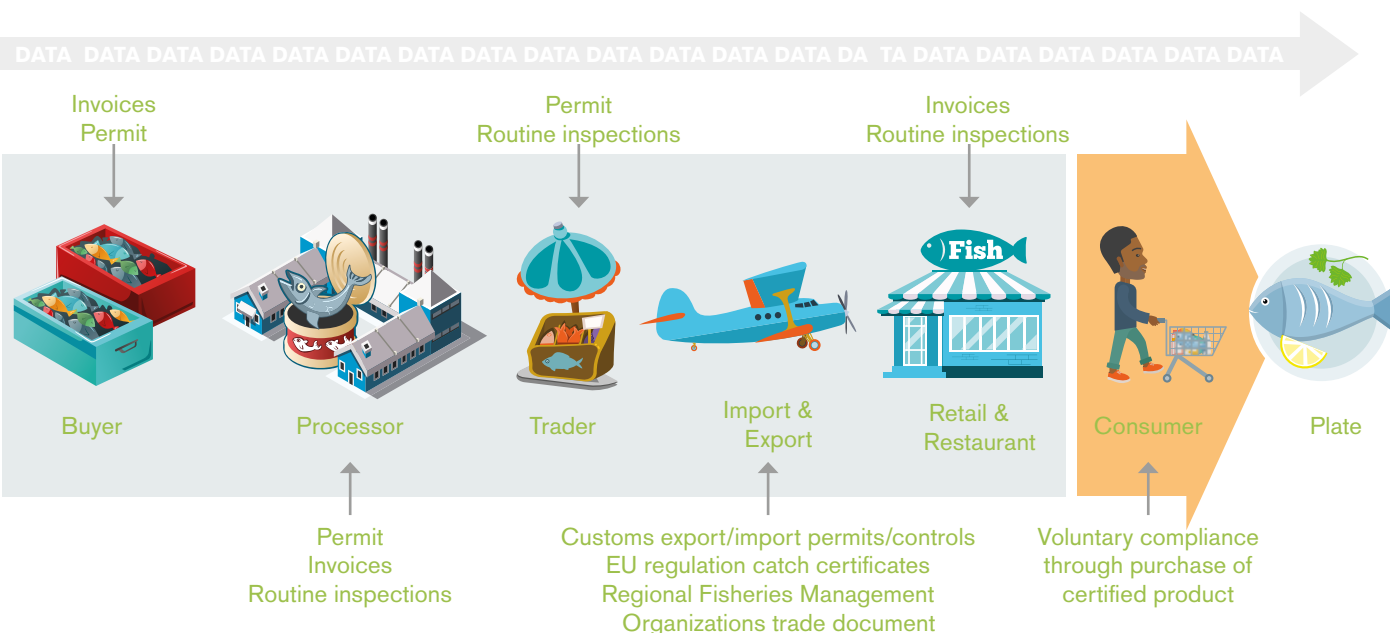 DATA DATA DATA DATA DATA DATA DATA DATA DATA DATA DATA DATA DATA DA TA DATA DATA DATA DATA DATA DATA
Invoices
Permit
Permit
Routine inspections
Invoices
Routine inspections
Fish
Buyer
Processor
Trader
Import &
Export
Retail &
Restaurant
Consumer
Plate
Permit
Invoices
Routine inspections
Customs export/import permits/controls
EU regulation catch certificates
Regional Fisheries Management
Organizations trade document
Voluntary compliance
through purchase of
certified product